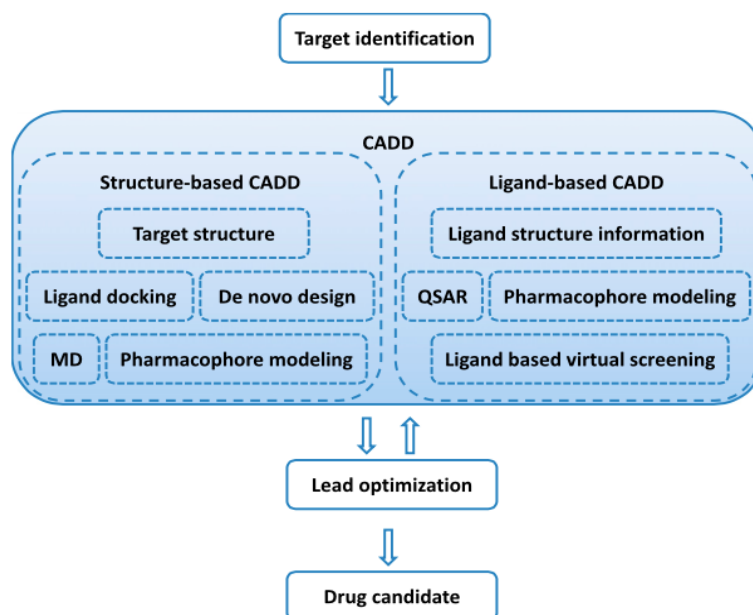 Target identification
CADD
Structure-based CADD
Target structure
Ligand docking
De novo design
MD
Pharmacophore modeling
Ligand-based CADD
Ligand structure information
QSAR
Pharmacophore modeling
Ligand based virtual screening
Lead optimization
Drug candidate